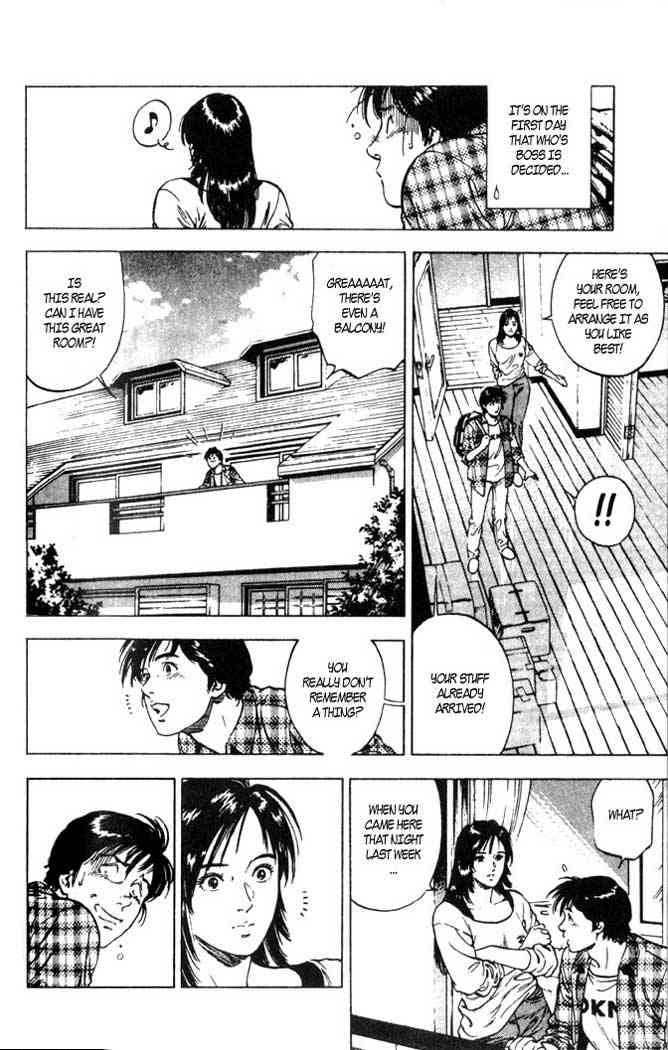 IT'S ON THE
FIRST DAY
THAT WHO'S
BOSS IS
DECIDED...
HERE'S
YOUR ROOM,
FEEL FREE TO
ARRANGE IT AS
YOU LIKE
BEST!
!!
YOUR STUFF
ALREADY
ARRIVED!
GREAAAAAT,
THERE'S
EVEN A
BALCONY!
IS
THIS REAL?
CAN I HAVE
THIS GREAT
ROOM?!
YOU
REALLY DON'T
REMEMBER
A THING?
WHAT?
WHEN YOU
CAME HERE
THAT NIGHT
LAST WEEK
...
DKN